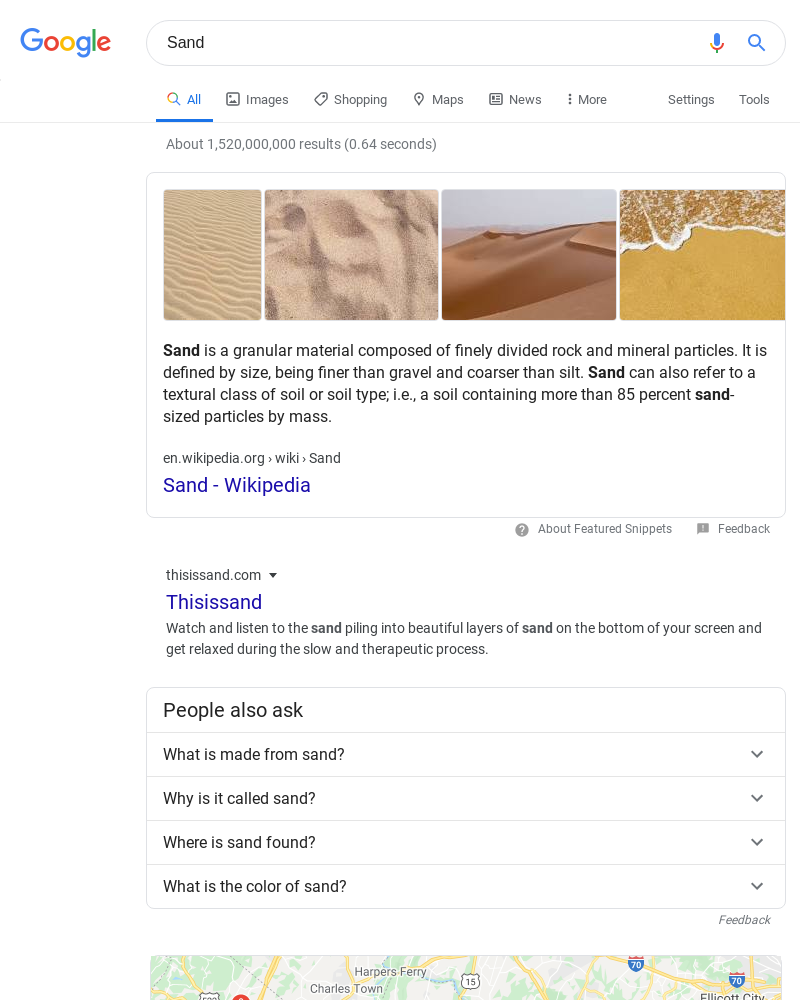 Google
Sand
All Images Shopping Maps News More Settings Tools
About 1,520,000,000 results (0.64 seconds)
Sand is a granular material composed of finely divided rock and mineral particles. It is
defined by size, being finer than gravel and coarser than silt. Sand can also refer to a
textural class of soil or soil type; i.e., a soil containing more than 85 percent sand-
sized particles by mass.
en.wikipedia.org › wiki › Sand
Sand - Wikipedia
About Featured Snippets Feedback
thisissand.com
Thisissand
Watch and listen to the sand piling into beautiful layers of sand on the bottom of your screen and
get relaxed during the slow and therapeutic process.
People also ask
What is made from sand?
Why is it called sand?
Where is sand found?
What is the color of sand?
Feedback
70
Harpers Ferry
15
70
Charles Town
Ellicott City